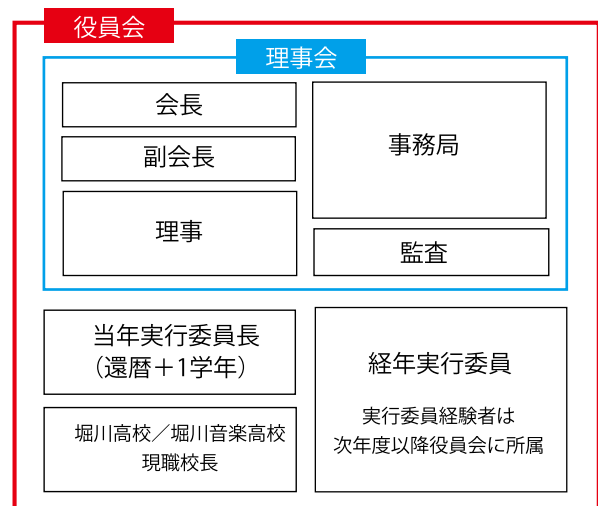 役員会
理事会
会長
副会長
理事
事務局
監査
当年実行委員長
（還暦＋1学年）
堀川高校／堀川音楽高校
現職校長
経年実行委員
実行委員経験者は
次年度以降役員会に所属